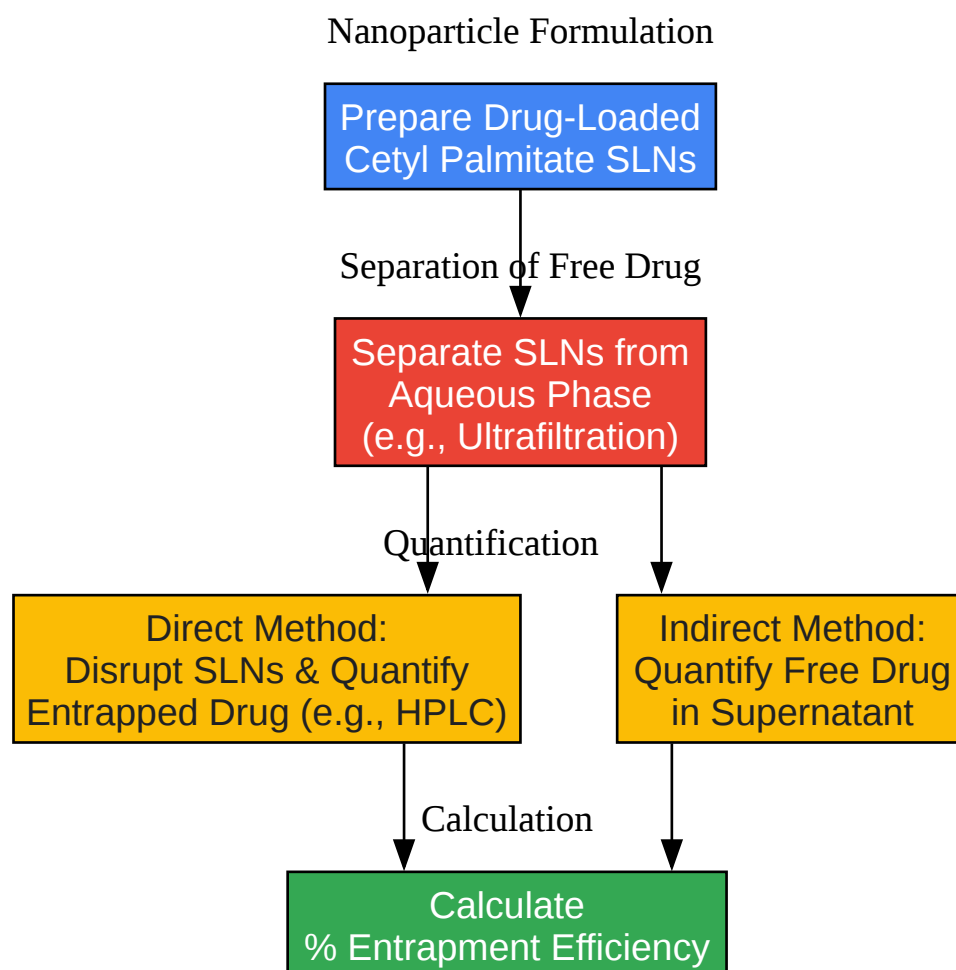 Nanoparticle Formulation
Prepare Drug-Loaded
Cetyl Palmitate SLNs
Separation of Free Drug
Separate SLNs from
Aqueous Phase
(e.g., Ultrafiltration)
Quantification
Direct Method:
Disrupt SLNs & Quantify
Entrapped Drug (e.g., HPLC)
Indirect Method:
Quantify Free Drug
in Supernatant
Calculation
Calculate
% Entrapment Efficiency